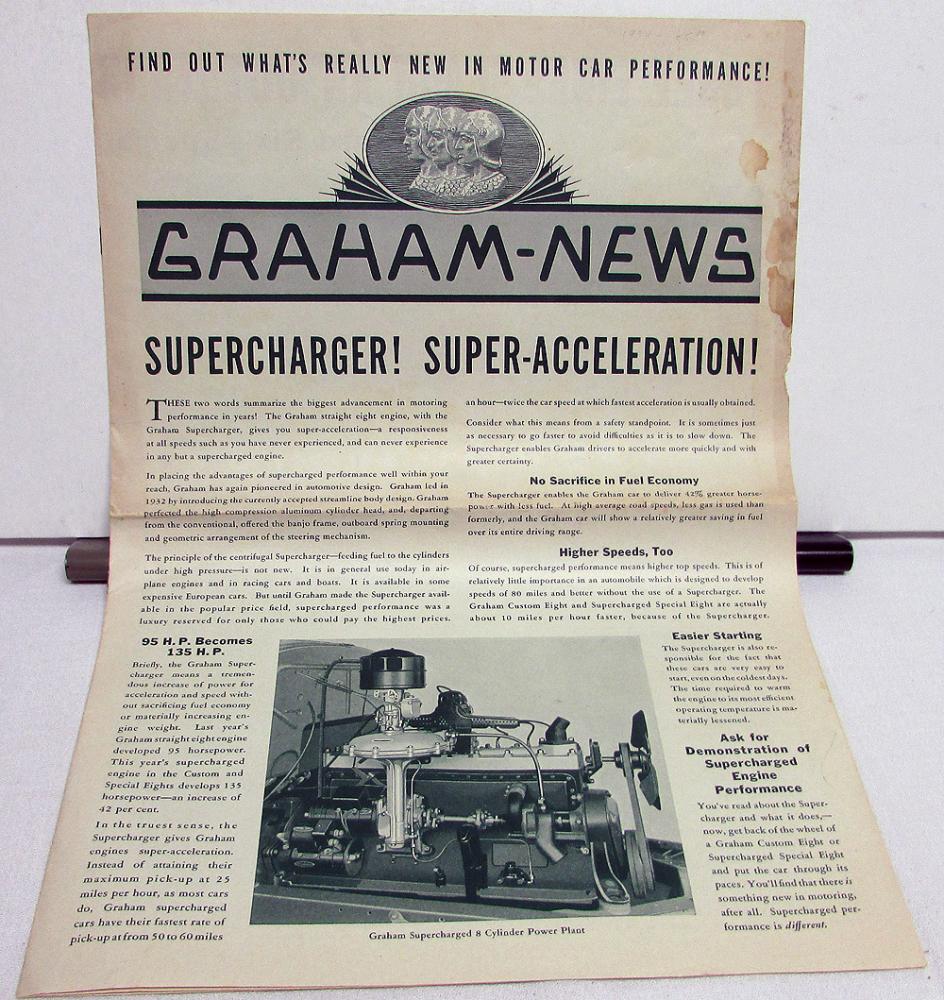 FIND OUT WHAT'S REALLY NEW IN MOTOR CAR PERFORMANCE!
GRAHAM-NEWS
SUPERCHARGER! SUPER-ACCELERATION!
THESE two words summarize the biggest advancement in motoring
performance in years! The Graham straight eight engine, with the
Graham Supercharger, gives you super-acceleration—a responsiveness
at all speeds such as you have never experienced, and can never experience
in any but a supercharged engine.
In placing the advantages of supercharged performance well within your
reach, Graham has again pioneered in automotive design. Graham led in
1932 by introducing the currently accepted streamline body design. Graham
perfected the high compression aluminum cylinder head, and, departing
from the conventional, offered the banjo frame, outboard spring mounting
and geometric arrangement of the steering mechanism.
The principle of the centrifugal Supercharger—feeding fuel to the cylinders
under high pressure—is not new. It is in general use today in air-
plane engines and in racing cars and boats. It is available in some
expensive European cars. But until Graham made the Supercharger avail-
able in the popular price field, supercharged performance was a
luxury reserved for only those who could pay the highest prices.
95 H. P. Becomes
135 H. P.
Briefly, the Graham Super-
charger means a tremen-
dous increase of power for
acceleration and speed with-
out sacrificing fuel economy
or materially increasing en-
gine weight. Last year's
Graham straight eight engine
developed 95 horsepower.
This year's supercharged
engine in the Custom and
Special Eights develops 135
horsepower—an increase of
42 per cent.
In the truest sense, the
Supercharger gives Graham
engines super-acceleration.
Instead of attaining their
maximum pick-up at 25
miles per hour, as most cars
do, Graham supercharged
cars have their fastest rate of
pick-up at from 50 to 60 miles
an hour—twice the car speed at which fastest acceleration is usually obtained.
Consider what this means from a safety standpoint. It is sometimes just
as necessary to go faster to avoid difficulties as it is to slow down. The
Supercharger enables Graham drivers to accelerate more quickly and with
greater certainty.
No Sacrifice in Fuel Economy
The Supercharger enables the Graham car to deliver 42% greater horse-
power with less fuel. At high average road speeds, less gas is used than
formerly, and the Graham car will show a relatively greater saving in fuel
over its entire driving range.
Higher Speeds, Too
Of course, supercharged performance means higher top speeds. This is of
relatively little importance in an automobile which is designed to develop
speeds of 80 miles and better without the use of a Supercharger. The
Graham Custom Eight and Supercharged Special Eight are actually
about 10 miles per hour faster, because of the Supercharger.
Easier Starting
The Supercharger is also re-
sponsible for the fact that
these cars are very easy to
start, even on the coldest days.
The time required to warm
the engine to its most efficient
operating temperature is ma-
terially lessened.
Ask for
Demonstration of
Supercharged
Engine
Performance
You've read about the Super-
charger and what it does,—
now, get back of the wheel of
a Graham Custom Eight or
Supercharged Special Eight
and put the car through its
paces. You'll find that there is
something new in motoring,
after all. Supercharged per-
formance is different.
Graham Supercharged 8 Cylinder Power Plant